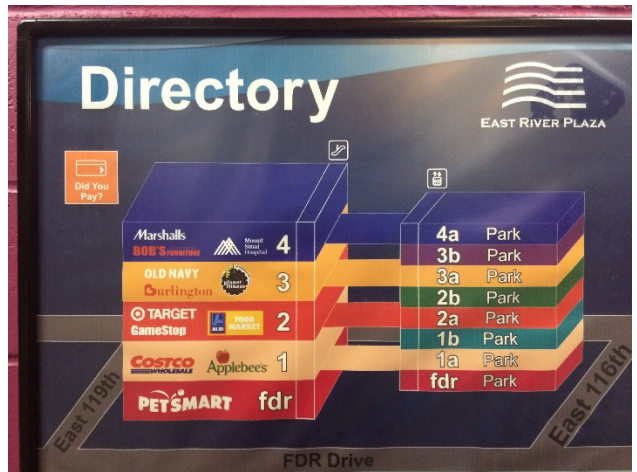 Directory
EAST RIVER PLAZA
Did You
Pay?
Marshalls
BOB'S FURNITURE
Mount
Sinai
Hospital
4
OLD NAVY
Burlington
planet
fitness
3
TARGET
GameStop
ALDI
FOOD
MARKET
2
COSTCO
WHOLESALE
Applebee's
1
PETSMART
fdr
4a Park
3b Park
3a Park
2b Park
2a Park
1b Park
1a Park
fdr Park
East 119th
East 116th
FDR Drive